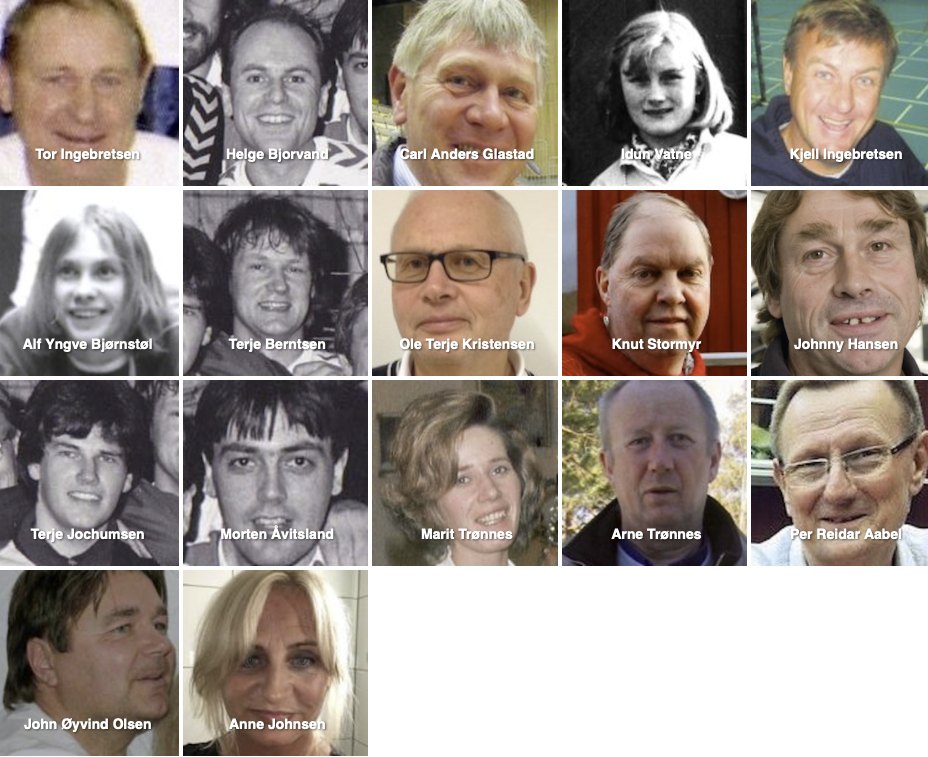 Tor Ingebretsen
Helge Bjorvand
Carl Anders Glastad
Idun Vatne
Kjell Ingebretsen
Alf Yngve Bjørnstøl
Terje Berntsen
Ole Terje Kristensen
Knut Stormyr
Johnny Hansen
Terje Jochumsen
Morten Åvitsland
Marit Trønnes
Arne Trønnes
Per Reidar Aabel
John Øyvind Olsen
Anne Johnsen